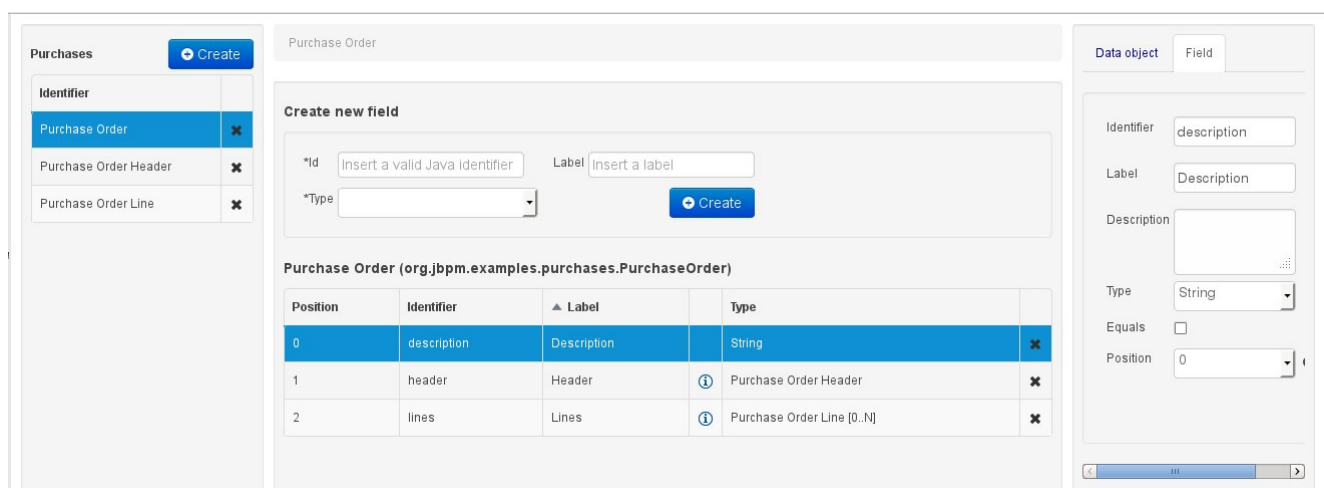 Purchases
Create
Identifier
Purchase Order
Purchase Order Header
Purchase Order Line
Purchase Order
Create new field
*Id Insert a valid Java identifier Label Insert a label
*Type Create
Purchase Order (org.jbpm.examples.purchases.PurchaseOrder)
Position Identifier Label Type
0 description Description String
1 header Header Purchase Order Header
2 lines Lines Purchase Order Line [0..N]
Data object Field
Identifier description
Label Description
Description
Type String
Equals
Position 0